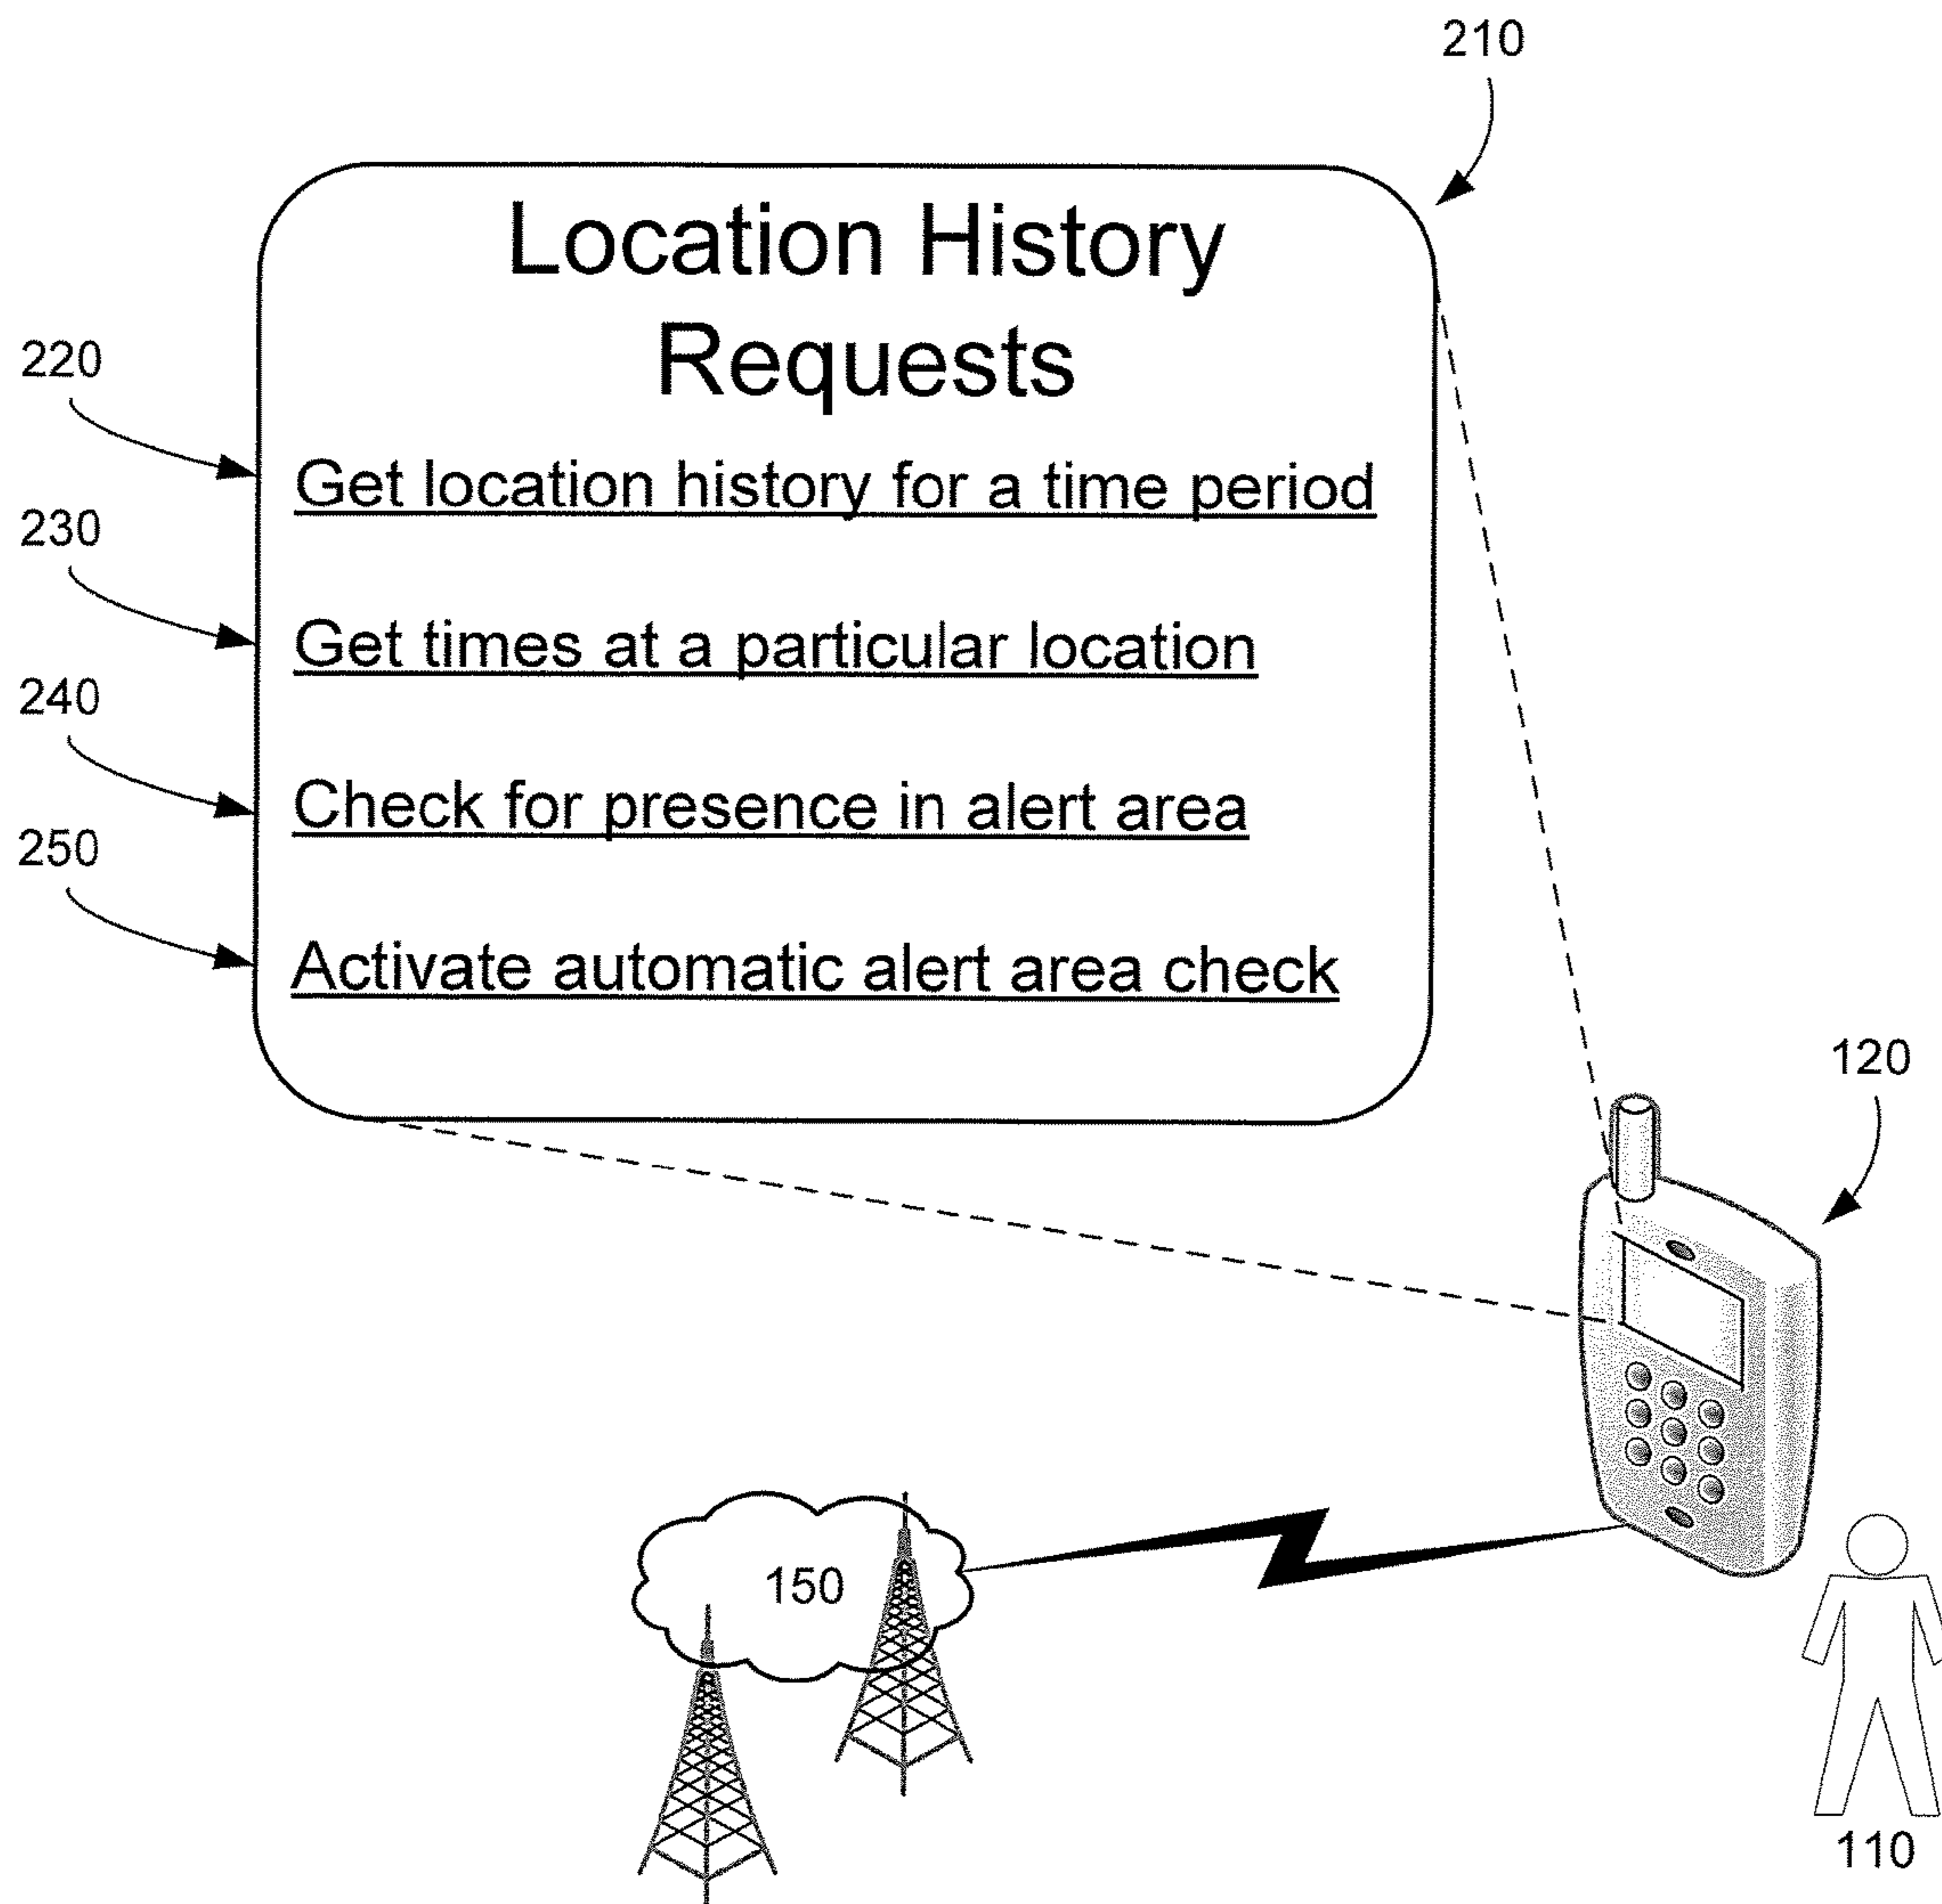 210
Location History
Requests
220
Get location history for a time period
230
Get times at a particular location
240
Check for presence in alert area
250
Activate automatic alert area check
120
150
110